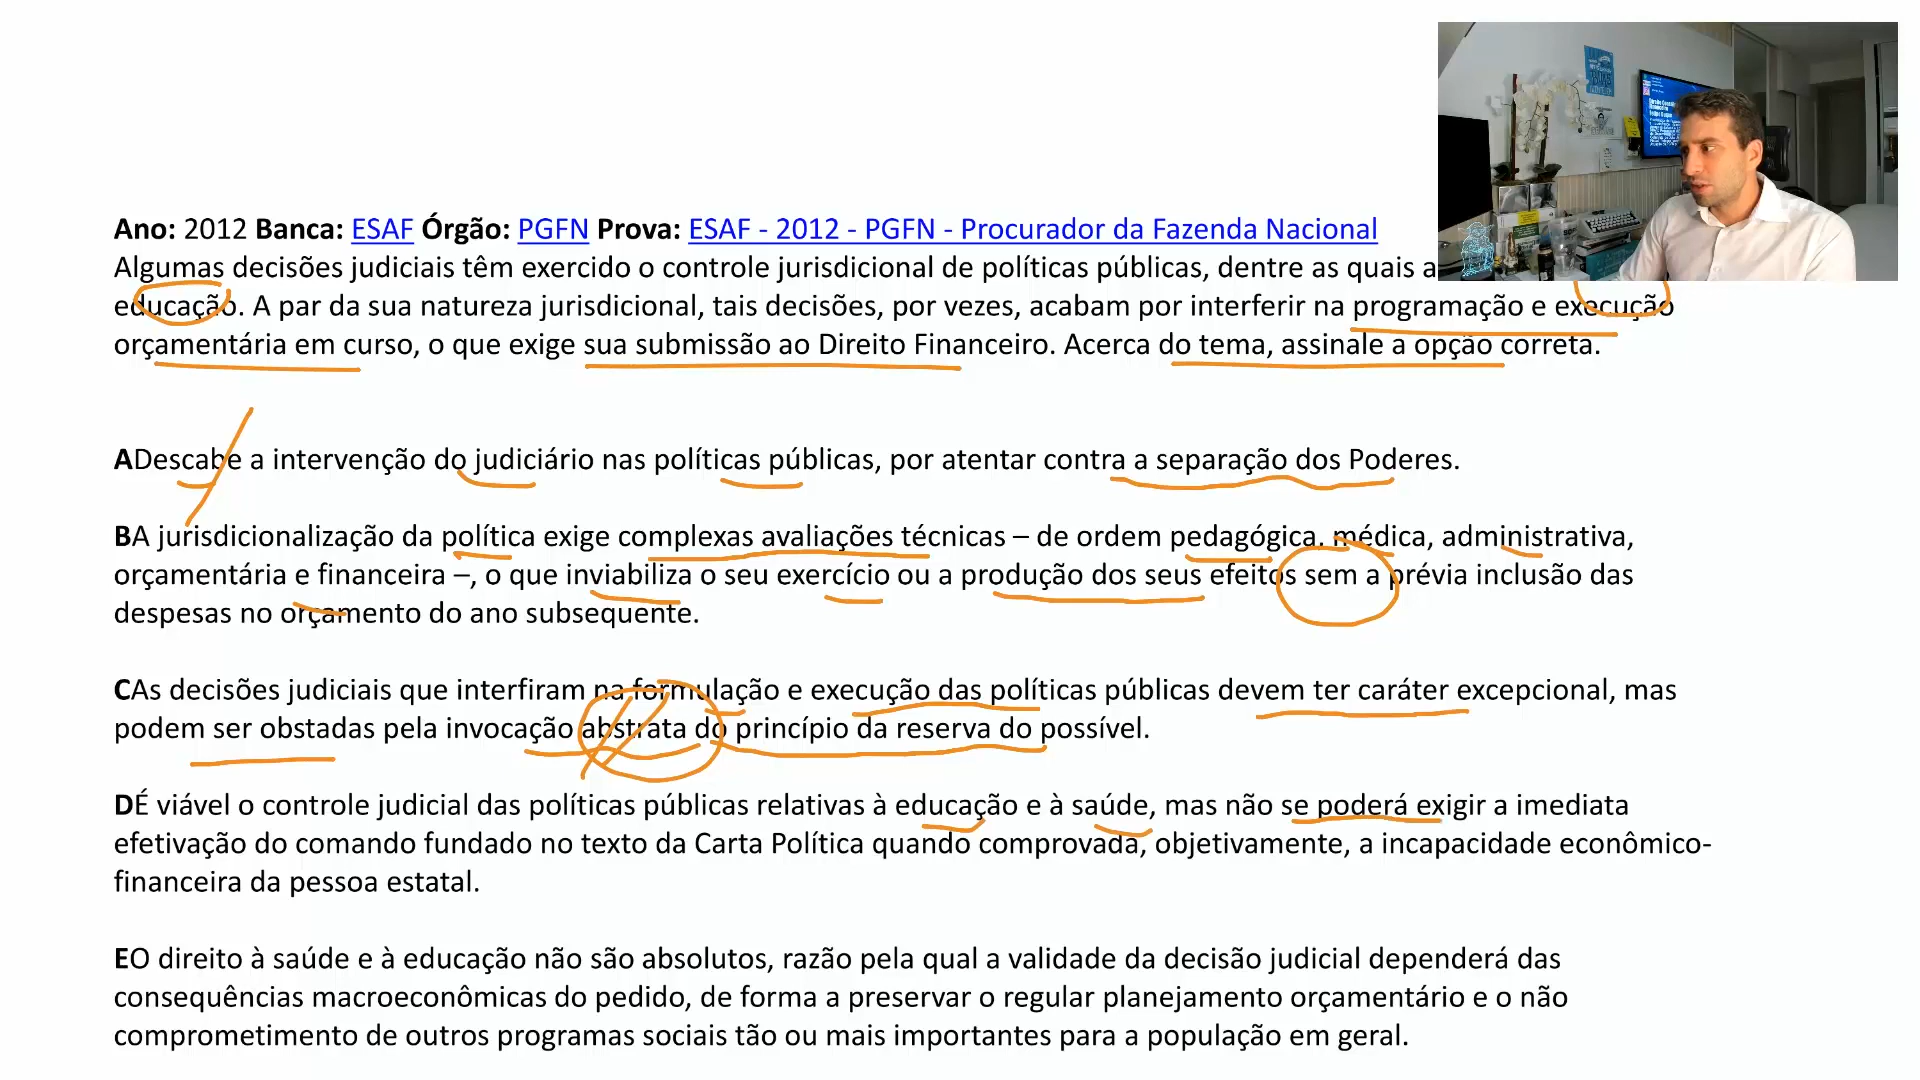 Ano: 2012 Banca: ESAF Órgão: PGFN Prova: ESAF - 2012 - PGFN - Procurador da Fazenda Nacional
Algumas decisões judiciais têm exercido o controle jurisdicional de políticas públicas, dentre as quais a
educação. A par da sua natureza jurisdicional, tais decisões, por vezes, acabam por interferir na programação e execução
orçamentária em curso, o que exige sua submissão ao Direito Financeiro. Acerca do tema, assinale a opção correta.
ADescabe a intervenção do judiciário nas políticas públicas, por atentar contra a separação dos Poderes.
BA jurisdicionalização da política exige complexas avaliações técnicas – de ordem pedagógica, médica, administrativa,
orçamentária e financeira –, o que inviabiliza o seu exercício ou a produção dos seus efeitos sem a prévia inclusão das
despesas no orçamento do ano subsequente.
CAs decisões judiciais que interfiram na formulação e execução das políticas públicas devem ter caráter excepcional, mas
podem ser obstadas pela invocação abstrata do princípio da reserva do possível.
DÉ viável o controle judicial das políticas públicas relativas à educação e à saúde, mas não se poderá exigir a imediata
efetivação do comando fundado no texto da Carta Política quando comprovada, objetivamente, a incapacidade econômico-
financeira da pessoa estatal.
EO direito à saúde e à educação não são absolutos, razão pela qual a validade da decisão judicial dependerá das
consequências macroeconômicas do pedido, de forma a preservar o regular planejamento orçamentário e o não
comprometimento de outros programas sociais tão ou mais importantes para a população em geral.